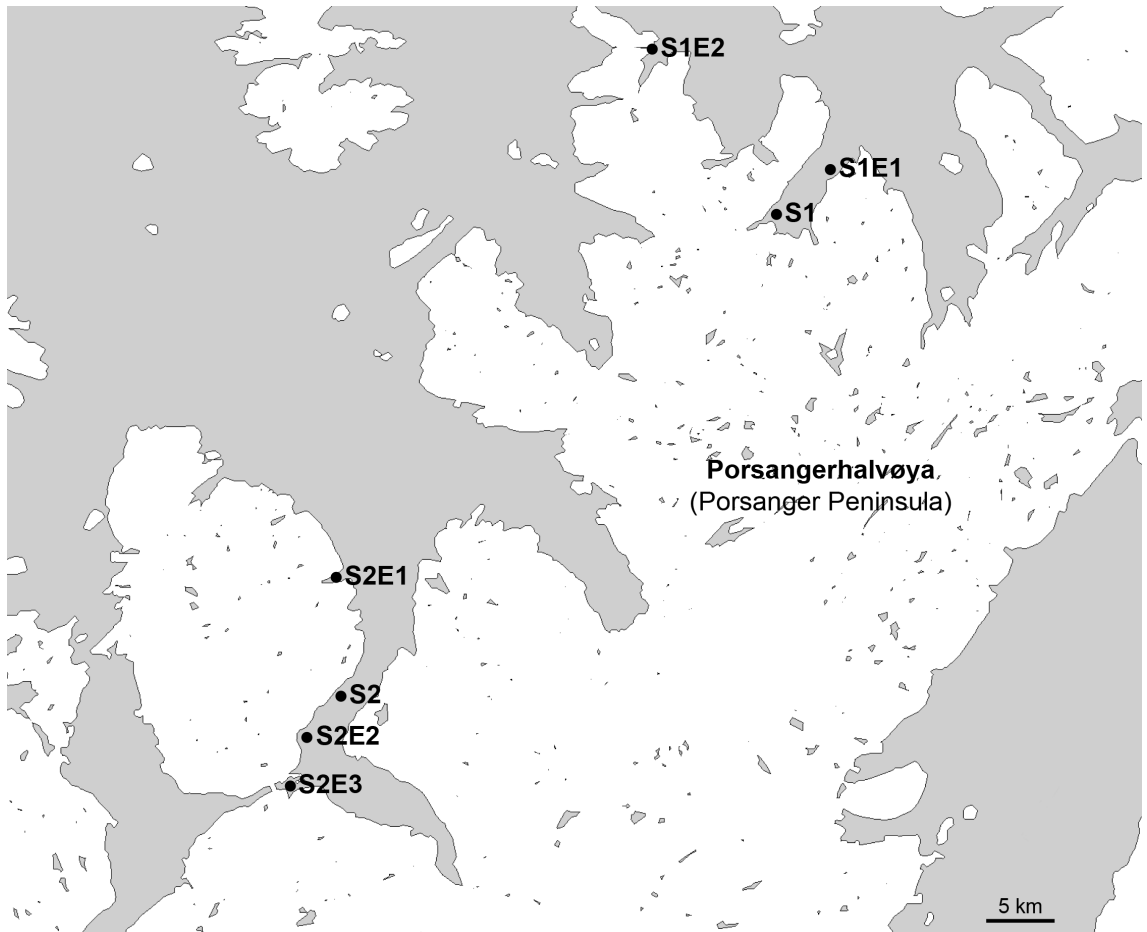 S1E2
S1E1
S1
Porsangerhalvøya
(Porsanger Peninsula)
S2E1
S2
S2E2
S2E3
5 km